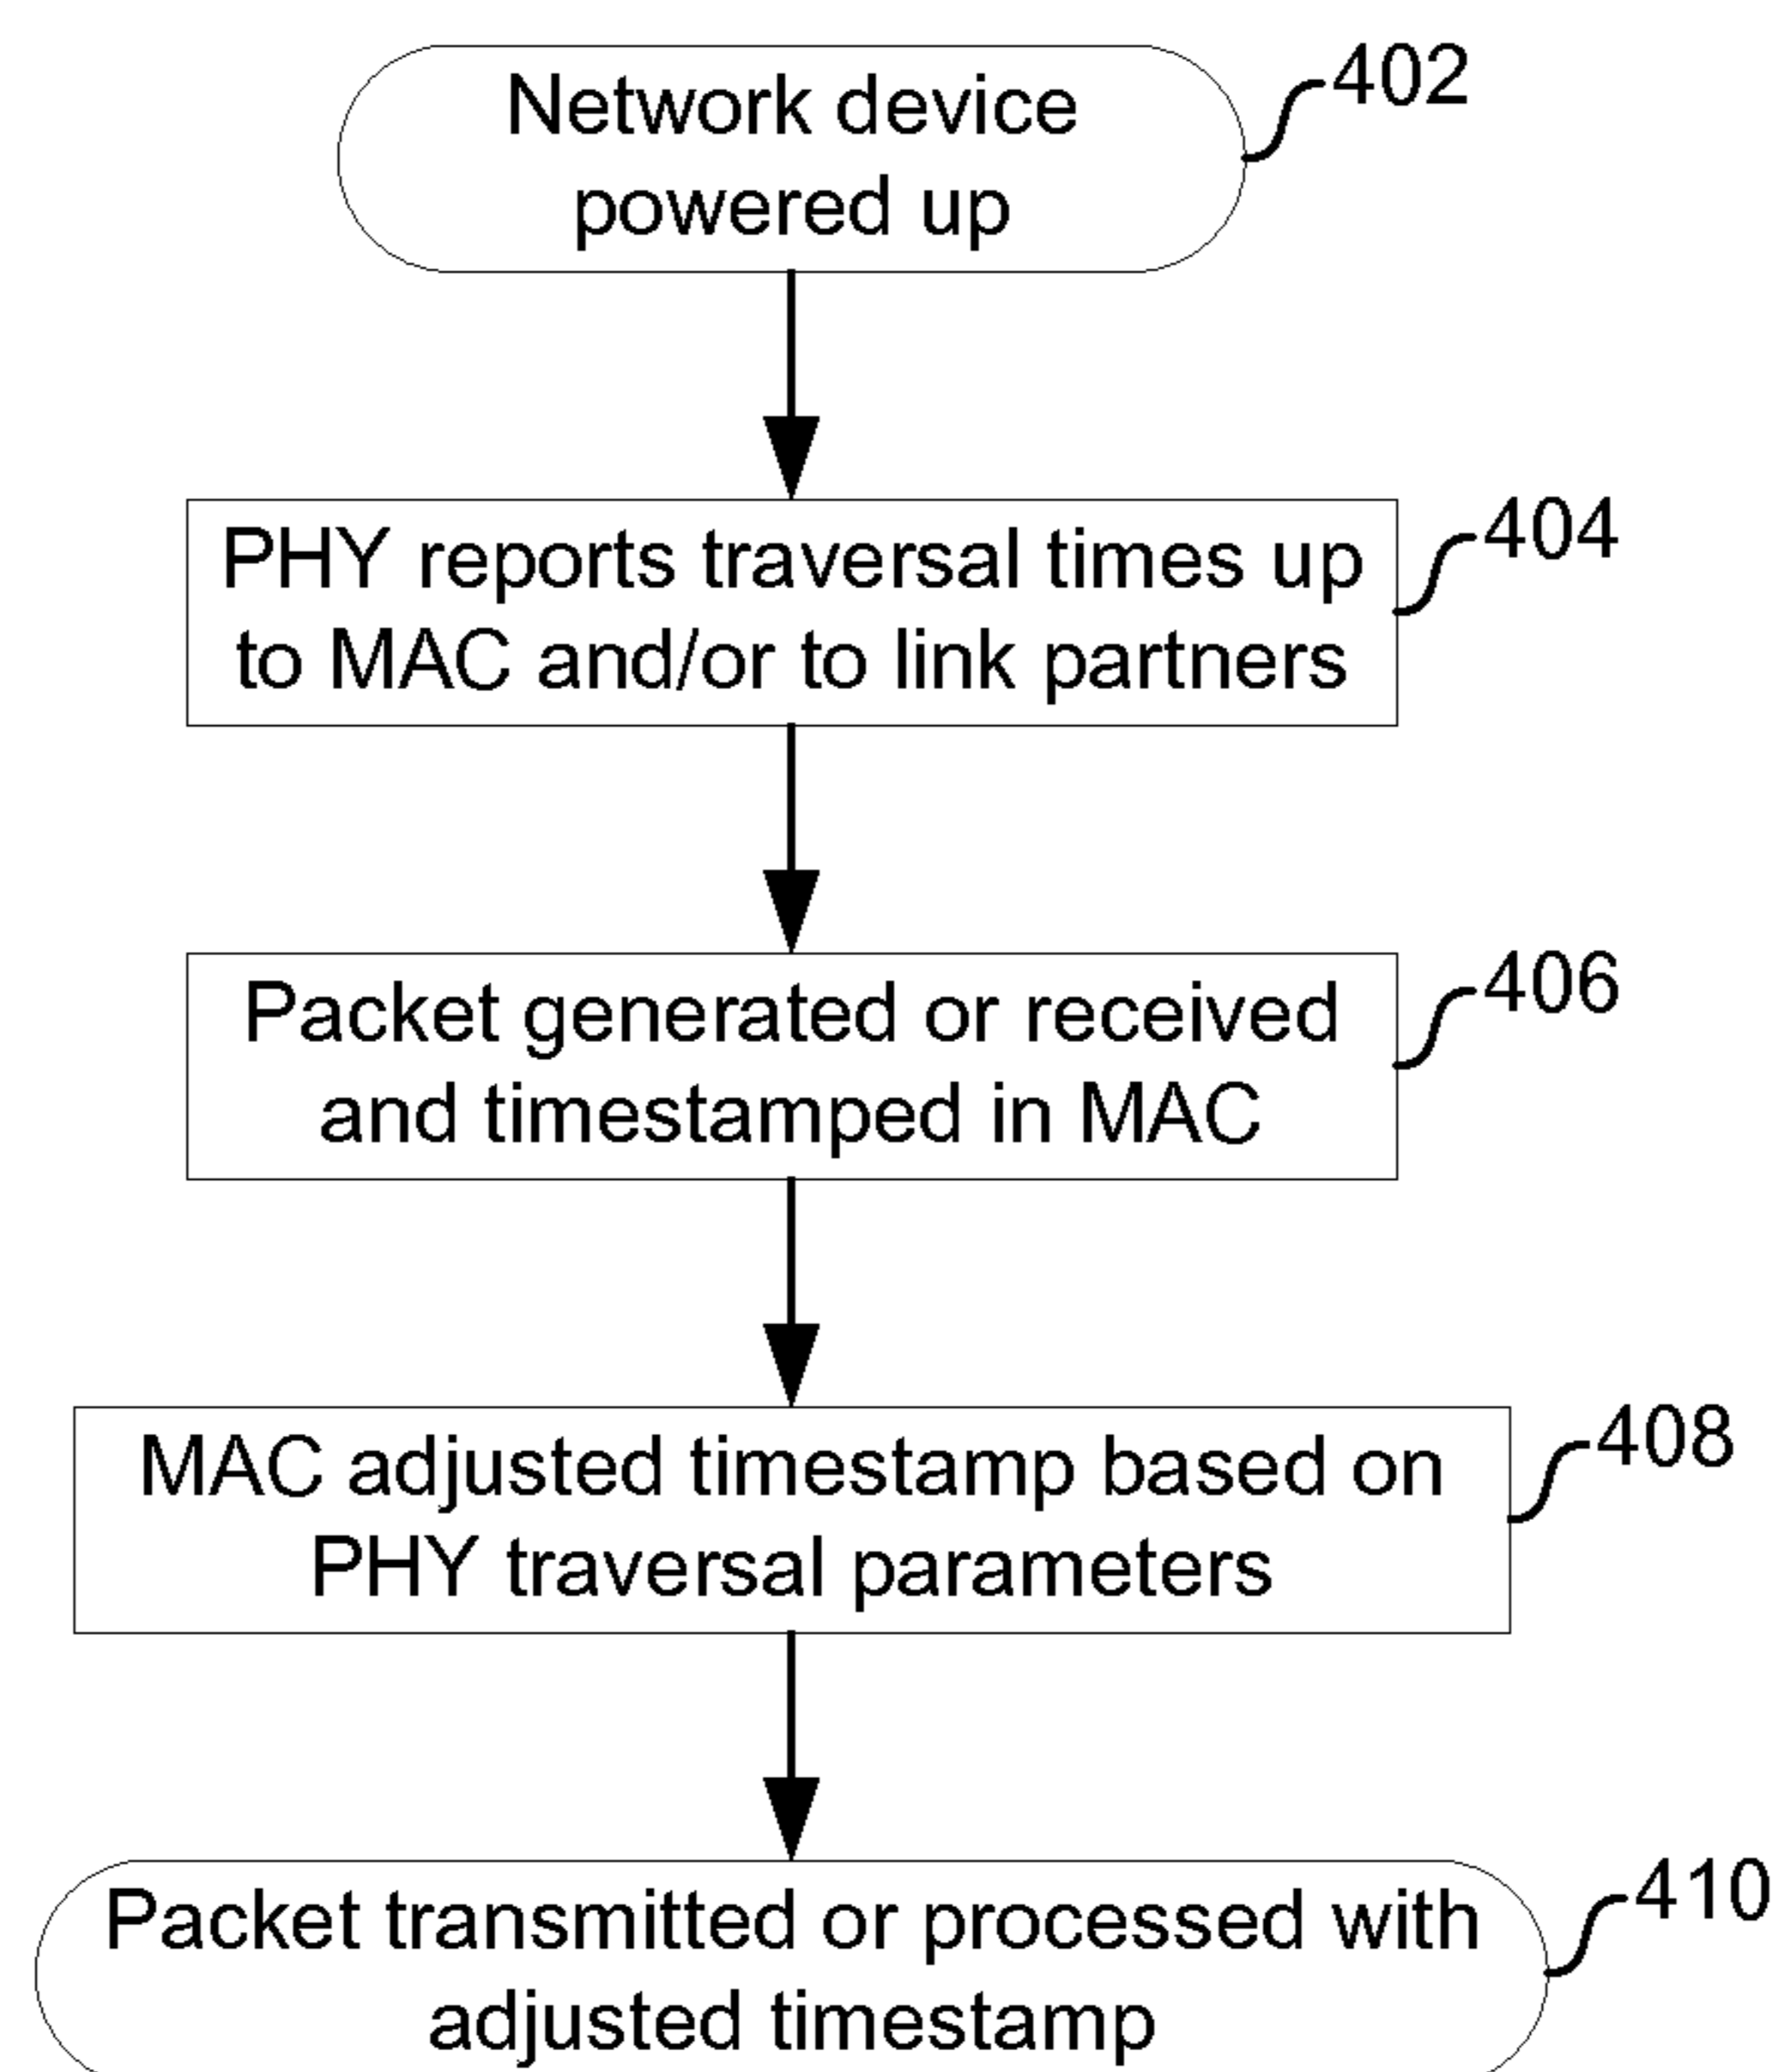 Network device
powered up
402
PHY reports traversal times up
to MAC and/or to link partners
404
Packet generated or received
and timestamped in MAC
406
MAC adjusted timestamp based on
PHY traversal parameters
408
Packet transmitted or processed with
adjusted timestamp
410